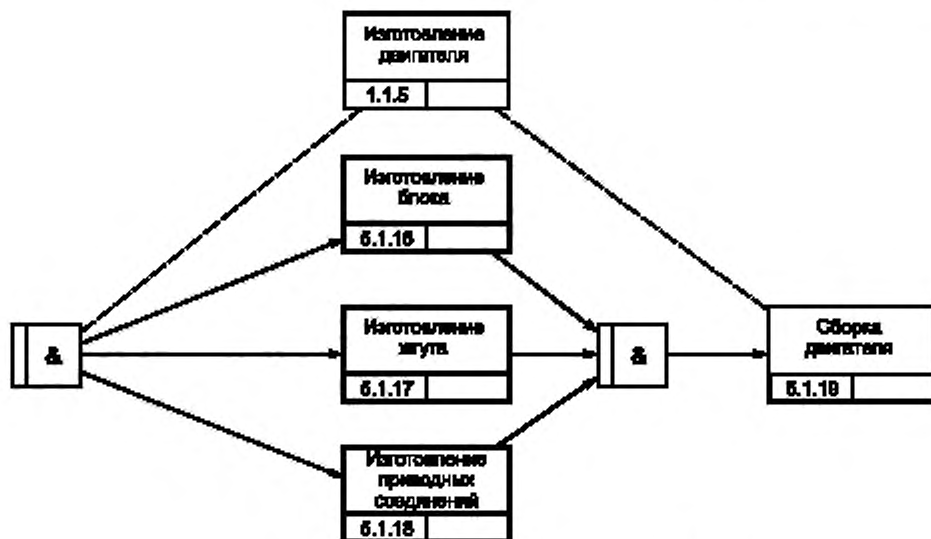 Изготовление
двигателя
1.1.5
Изготовление
блока
5.1.16
&
Изготовление
жгута
5.1.17
&
Сборка
двигателя
5.1.19
Изготовление
приводных
соединений
5.1.18